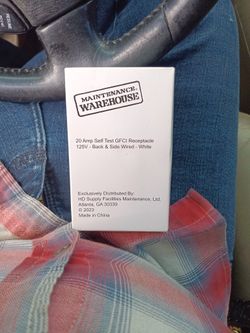 MAINTENANCE
WAREHOUSE
20 Amp Self Test GFCI Receptacle
125V - Back & Side Wired - White
Exclusively Distributed By:
HD Supply Facilities Maintenance, Ltd.
Atlanta, GA 30339
© 2023
Made in China